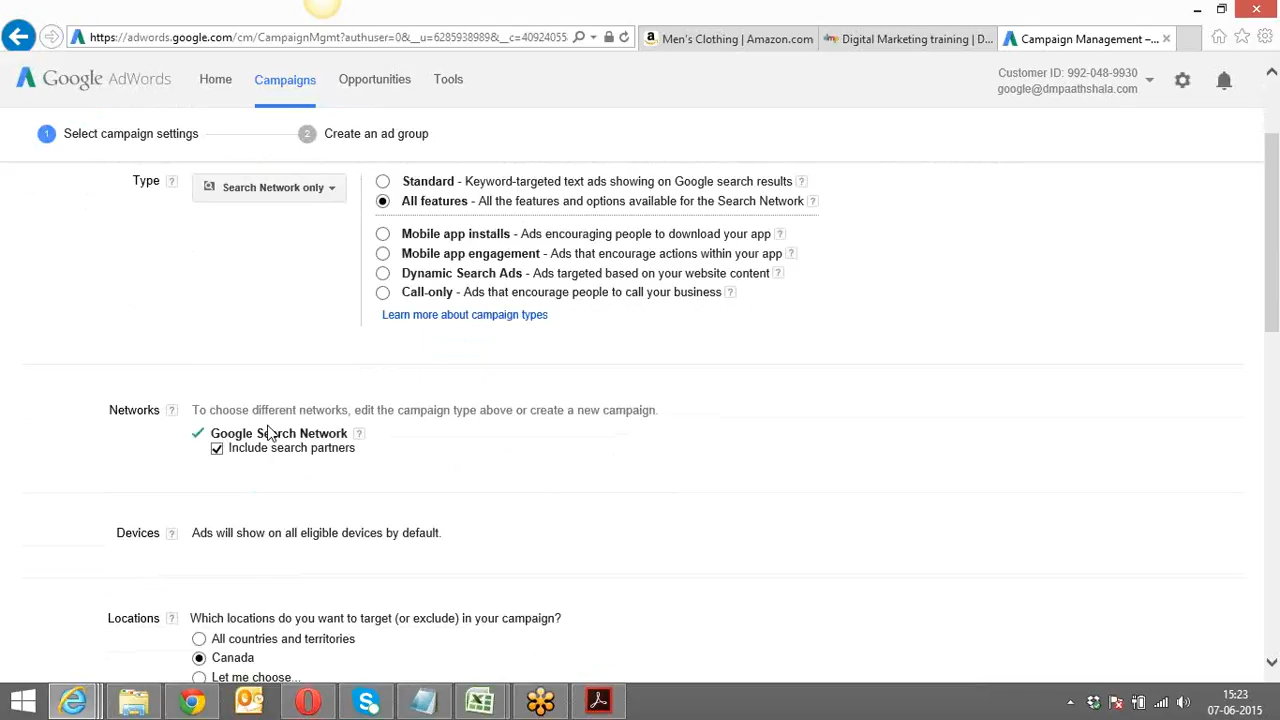 https://adwords.google.com/cm/CampaignMgmt?authuser=0&__u=6285938989&__c=40924055
Men's Clothing | Amazon.com
Digital Marketing training | D...
Campaign Management –...
Google AdWords
Home
Campaigns
Opportunities
Tools
Customer ID: 992-048-9930
google@dmpaathshala.com
1 Select campaign settings
2 Create an ad group
Type ?
Search Network only
Standard - Keyword-targeted text ads showing on Google search results ?
All features - All the features and options available for the Search Network ?
Mobile app installs - Ads encouraging people to download your app ?
Mobile app engagement - Ads that encourage actions within your app ?
Dynamic Search Ads - Ads targeted based on your website content ?
Call-only - Ads that encourage people to call your business ?
Learn more about campaign types
Networks ? To choose different networks, edit the campaign type above or create a new campaign.
Google Search Network ?
Include search partners
Devices ? Ads will show on all eligible devices by default.
Locations ? Which locations do you want to target (or exclude) in your campaign?
All countries and territories
Canada
Let me choose...
15:23
07-06-2015